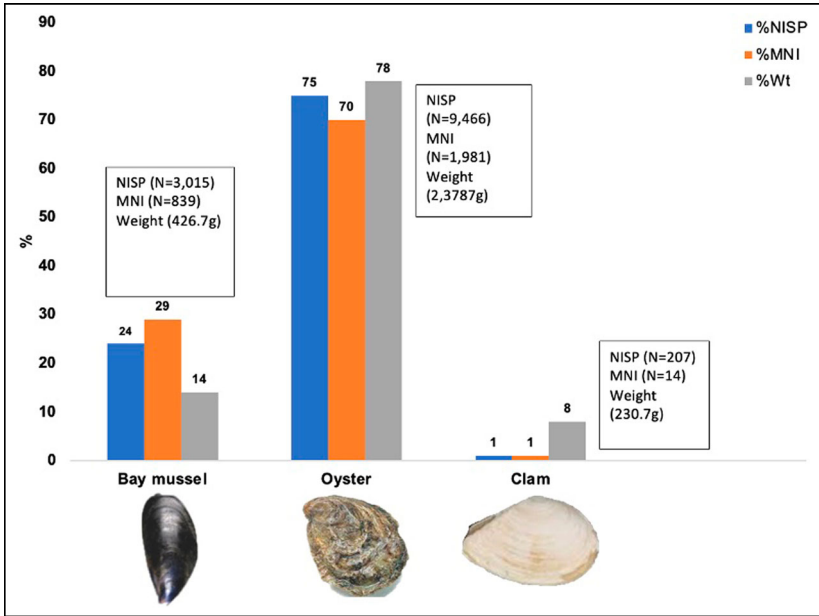 90
80
70
60
50
40
30
20
10
0
%
%NISP
%MNI
%Wt
NISP (N=3,015)
MNI (N=839)
Weight (426.7g)
24
29
14
75
70
78
NISP
(N=9,466)
MNI
(N=1,981)
Weight
(2,3787g)
1
1
8
NISP (N=207)
MNI (N=14)
Weight
(230.7g)
Bay mussel
Oyster
Clam